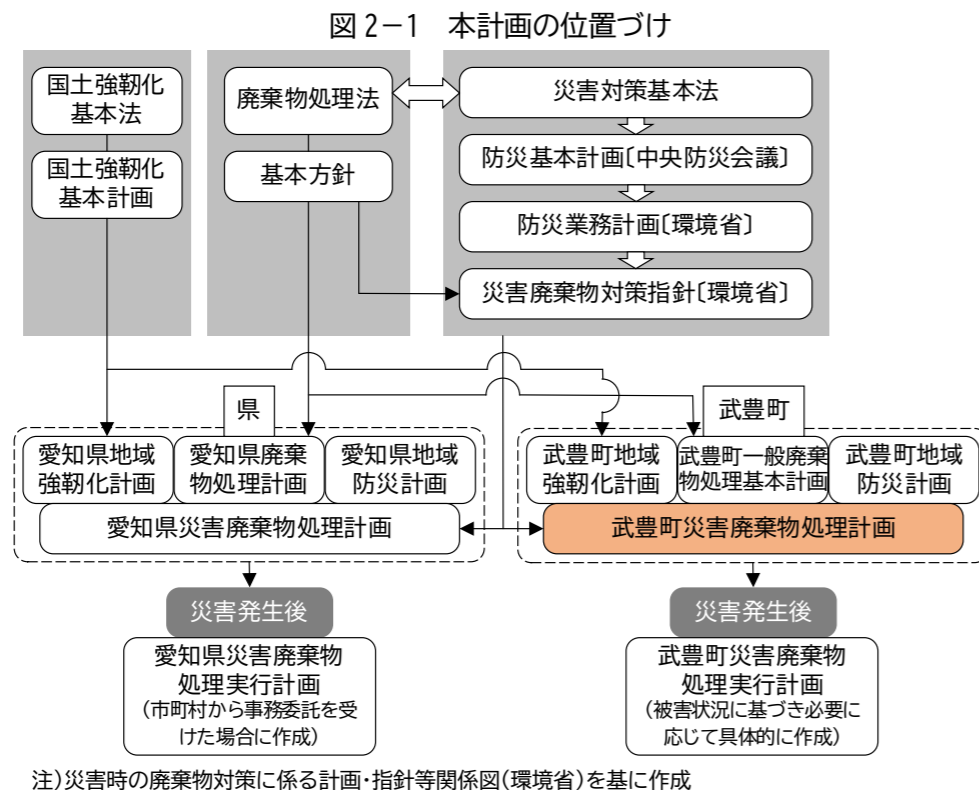 図2−1　本計画の位置づけ
国土強靭化
基本法
国土強靭化
基本計画
廃棄物処理法
基本方針
災害対策基本法
防災基本計画〔中央防災会議〕
防災業務計画〔環境省〕
災害廃棄物対策指針〔環境省〕
県
愛知県地域
強靭化計画
愛知県廃棄
物処理計画
愛知県地域
防災計画
愛知県災害廃棄物処理計画
武豊町
武豊町地域
強靭化計画
武豊町一般廃棄
物処理基本計画
武豊町地域
防災計画
武豊町災害廃棄物処理計画
災害発生後
愛知県災害廃棄物
処理実行計画
(市町村から事務委託を受
けた場合に作成)
災害発生後
武豊町災害廃棄物
処理実行計画
(被害状況に基づき必要に
応じて具体的に作成)
注)災害時の廃棄物対策に係る計画・指針等関係図(環境省)を基に作成